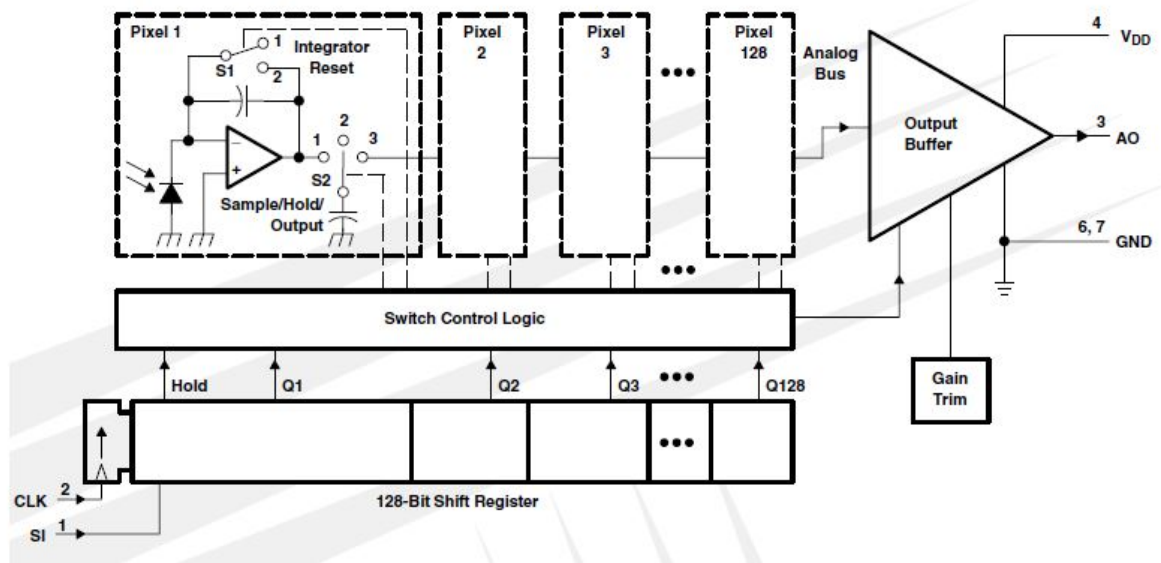 Pixel 1
1
Integrator
Reset
S1
2
−
+
1
2
3
S2
Sample/Hold/
Output
Pixel
2
Pixel
3
Pixel
128
Analog
Bus
Output
Buffer
4
VDD
3
AO
6, 7
GND
Switch Control Logic
Gain
Trim
Hold
Q1
Q2
Q3
Q128
CLK
2
SI
1
128-Bit Shift Register